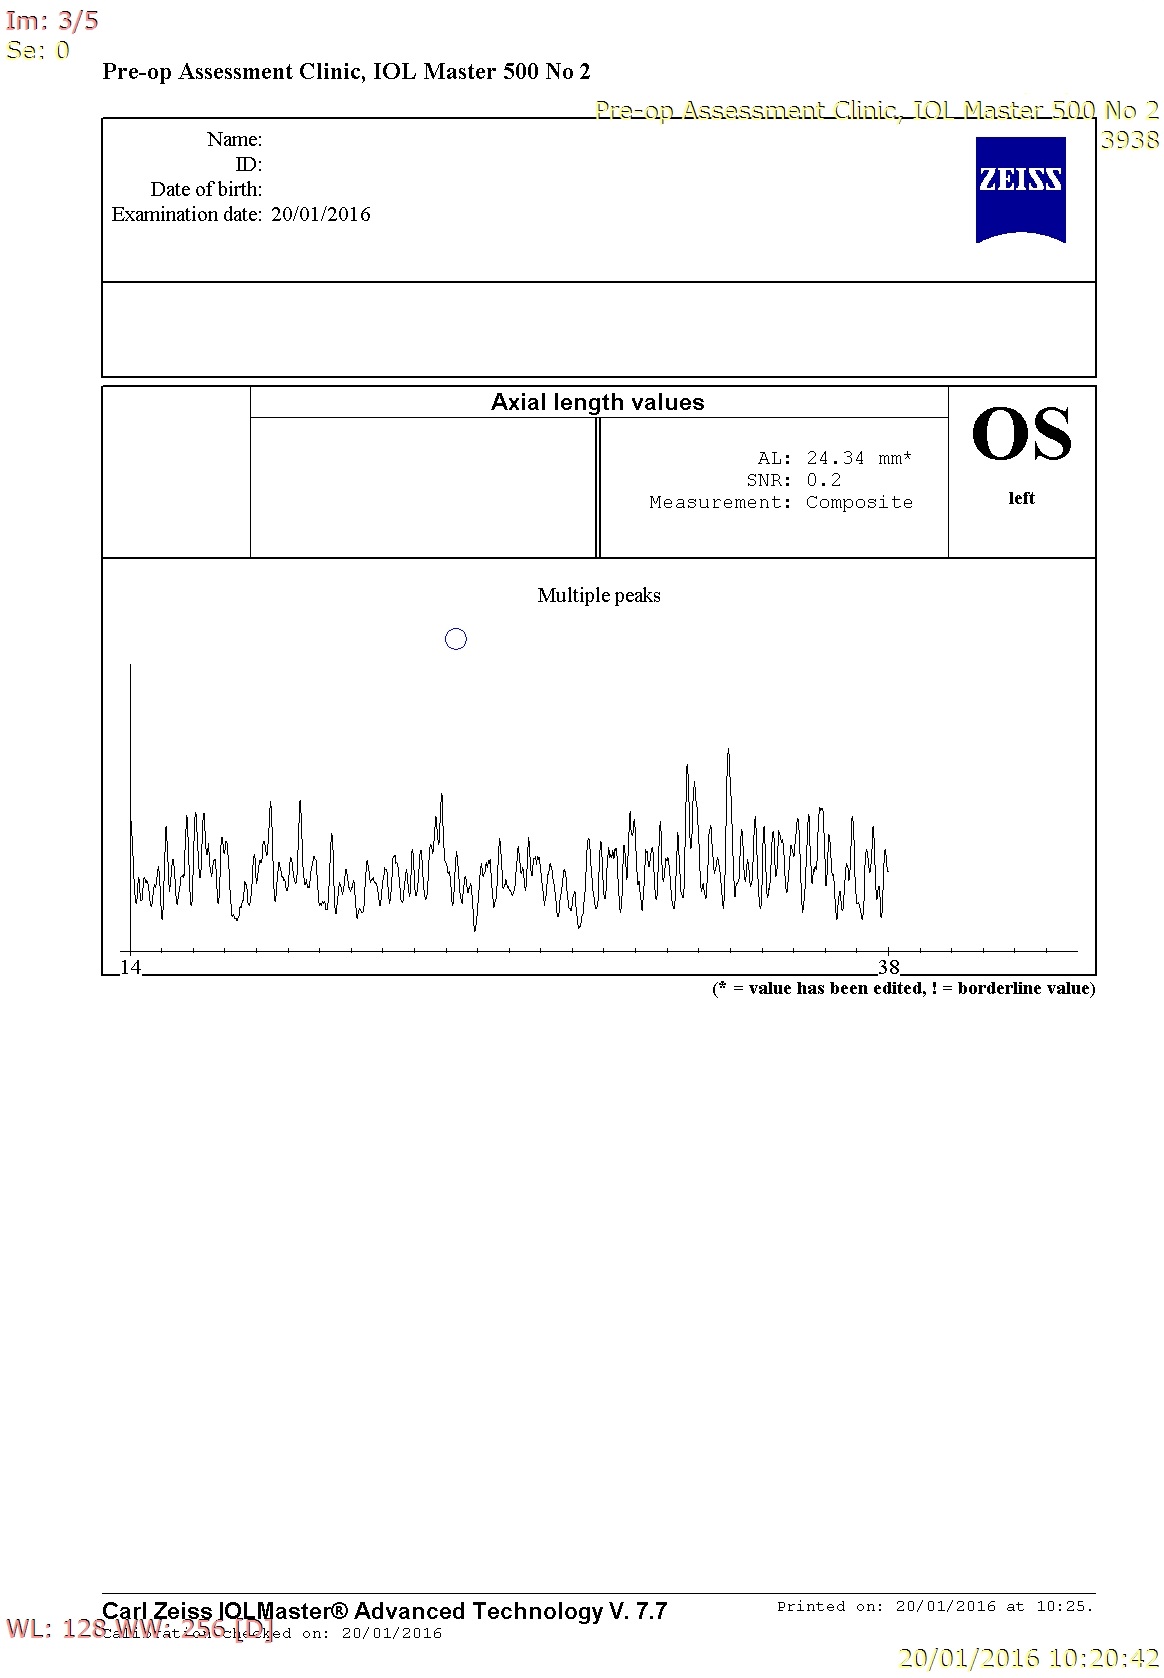 Im: 3/5
Se: 0
Pre-op Assessment Clinic, IOL Master 500 No 2
Pre-op Assessment Clinic, IOL Master 500 No 2
3938
Name:
ID:
Date of birth:
Examination date: 20/01/2016
ZEISS
Axial length values
AL: 24.34 mm*
SNR: 0.2
Measurement: Composite
OS
left
Multiple peaks
14
38
(* = value has been edited, ! = borderline value)
Carl Zeiss IOLMaster® Advanced Technology V. 7.7
Printed on: 20/01/2016 at 10:25.
WL: 128 WW: 256 [D]
Calibration checked on: 20/01/2016
20/01/2016 10:20:42